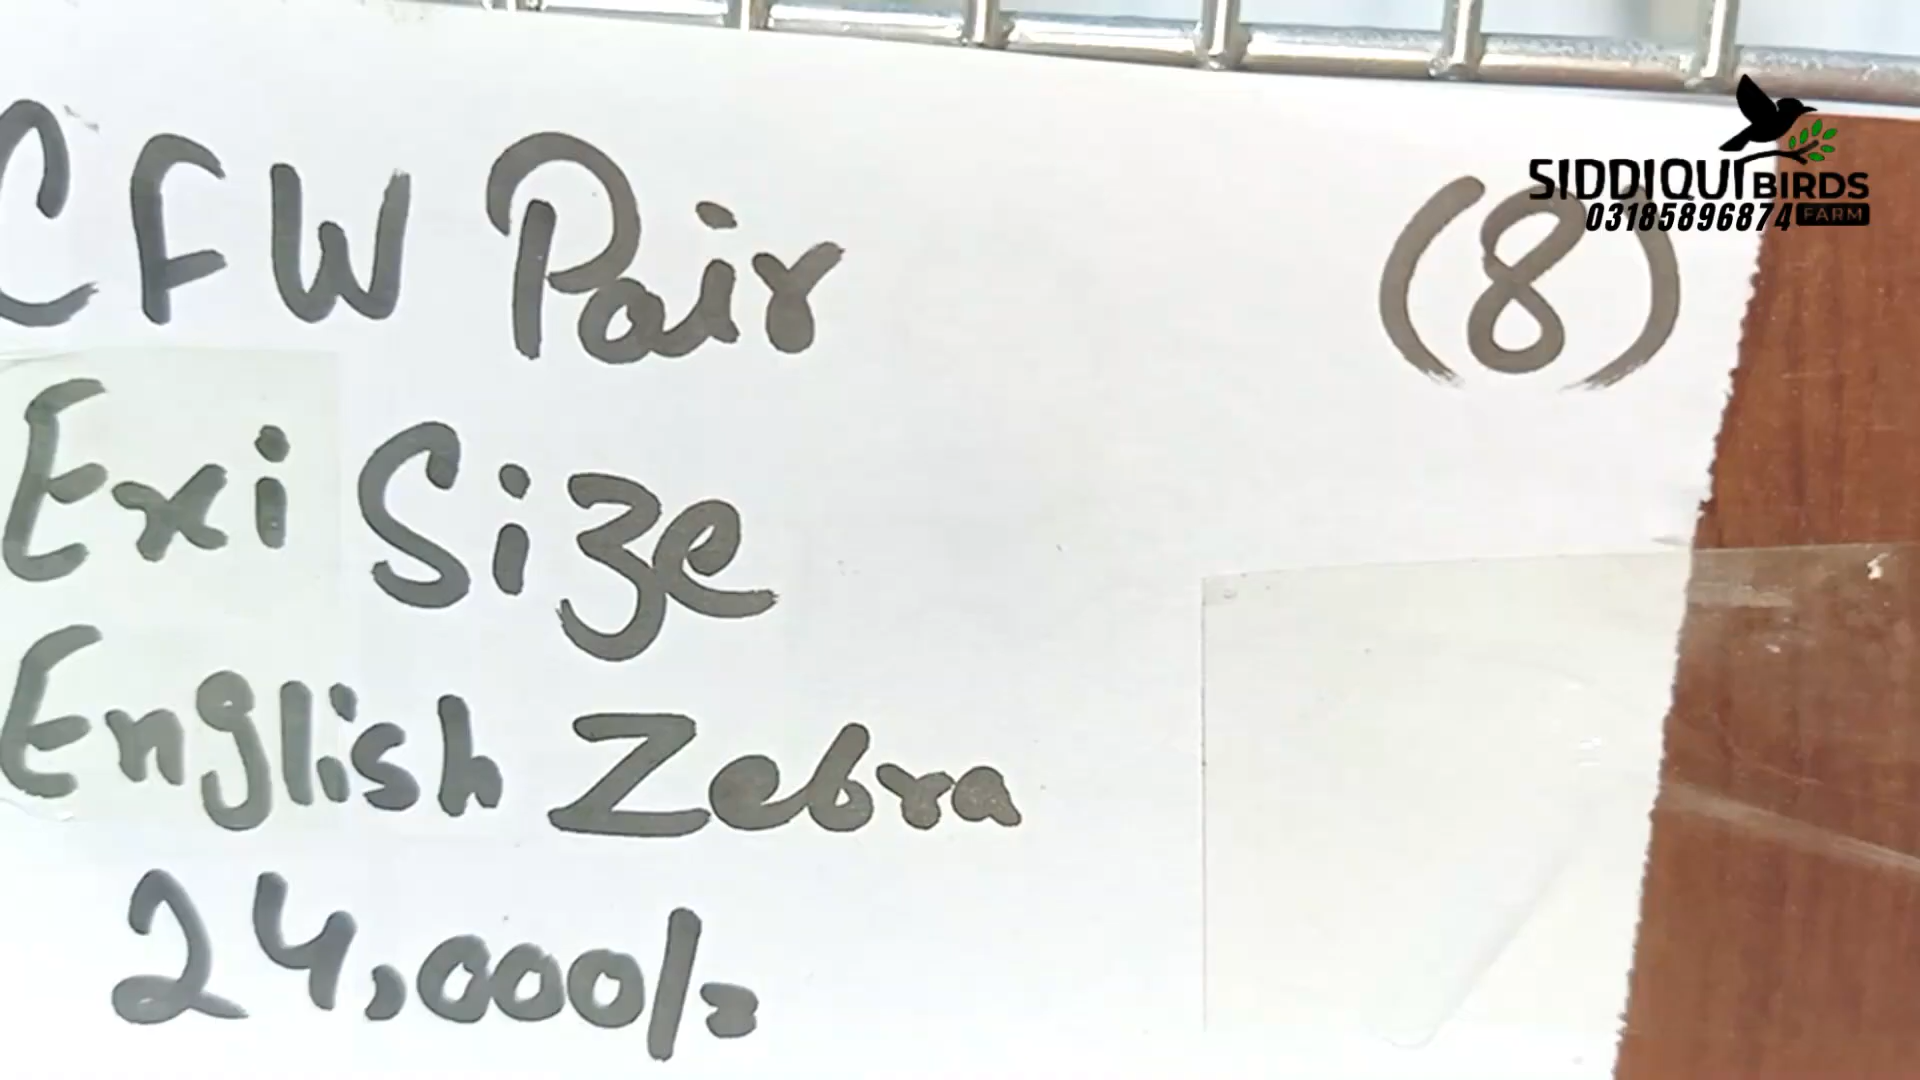 CFW Pair (8)
Exi Size
English Zebra
24,000/=
SIDDIQUI BIRDS
03185896874 FARM